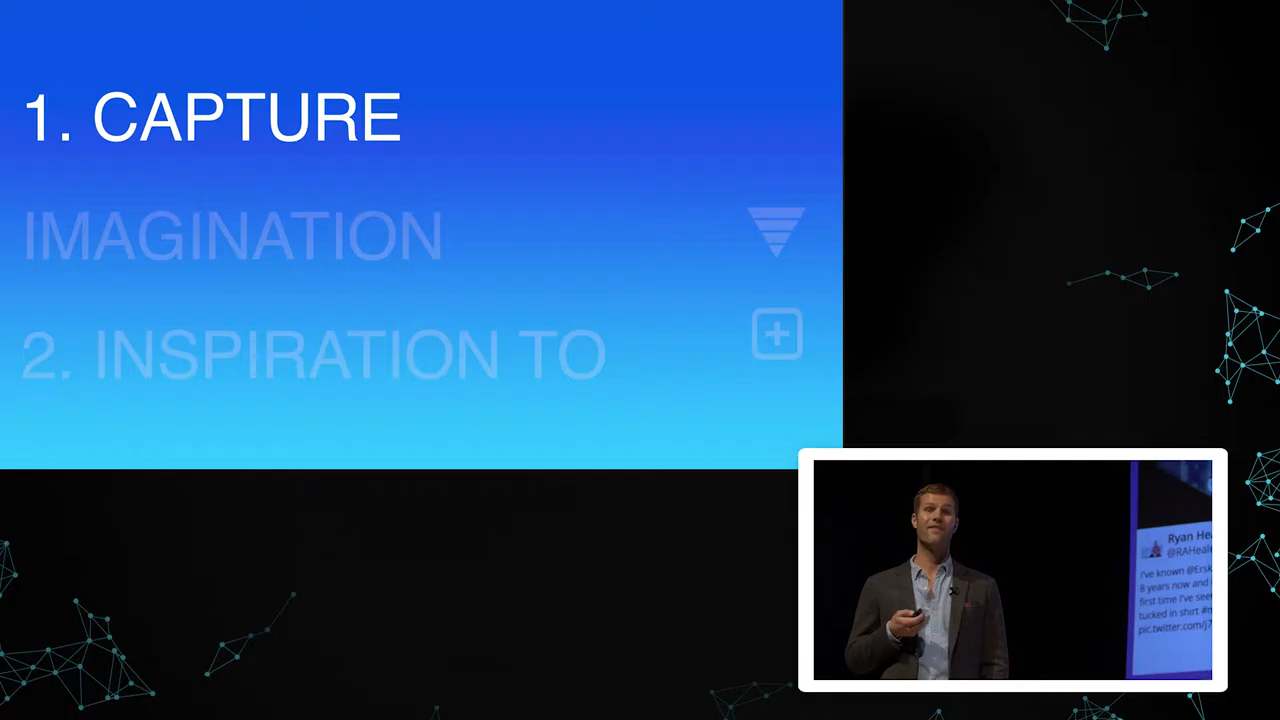 1. CAPTURE
IMAGINATION
2. INSPIRATION TO
Ryan
@RAHeal
I've known @Ersk
8 years now and
first time I've
tucked in shirt
pic.twitter.com/j7